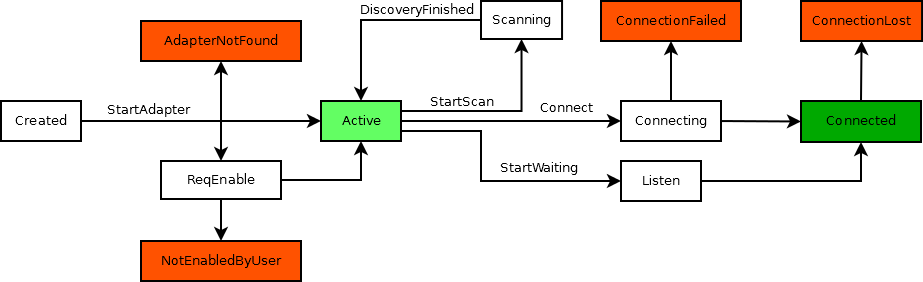 DiscoveryFinished
Scanning
ConnectionFailed
ConnectionLost
AdapterNotFound
Created
StartAdapter
Active
StartScan
Connect
Connecting
Connected
ReqEnable
StartWaiting
Listen
NotEnabledByUser